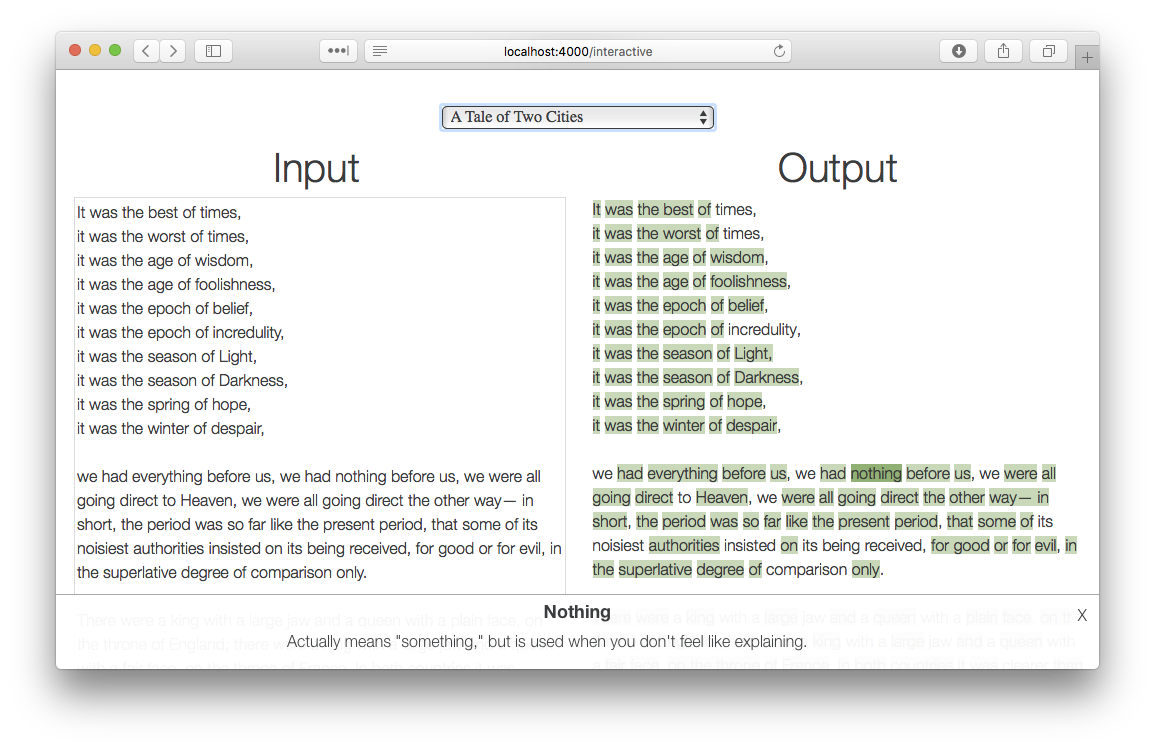 localhost:4000/interactive
A Tale of Two Cities
Input
It was the best of times,
it was the worst of times,
it was the age of wisdom,
it was the age of foolishness,
it was the epoch of belief,
it was the epoch of incredulity,
it was the season of Light,
it was the season of Darkness,
it was the spring of hope,
it was the winter of despair,
we had everything before us, we had nothing before us, we were all
going direct to Heaven, we were all going direct the other way— in
short, the period was so far like the present period, that some of its
noisiest authorities insisted on its being received, for good or for evil, in
the superlative degree of comparison only.
There were a king with a large jaw and a queen with a plain face, on
the throne of England; there
Output
It was the best of times,
it was the worst of times,
it was the age of wisdom,
it was the age of foolishness,
it was the epoch of belief,
it was the epoch of incredulity,
it was the season of Light,
it was the season of Darkness,
it was the spring of hope,
it was the winter of despair,
we had everything before us, we had nothing before us, we were all
going direct to Heaven, we were all going direct the other way— in
short, the period was so far like the present period, that some of its
noisiest authorities insisted on its being received, for good or for evil, in
the superlative degree of comparison only.
There were a king with a large jaw and a queen with a plain face, on
king with a large jaw and a queen with
a fair face, on the throne of France. In both countries it was clearer than
Nothing
X
Actually means "something," but is used when you don't feel like explaining.